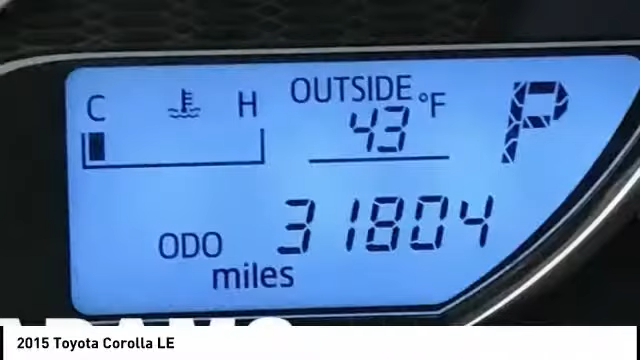 C H OUTSIDE °F
43
P
ODO 31804
miles
2015 Toyota Corolla LE